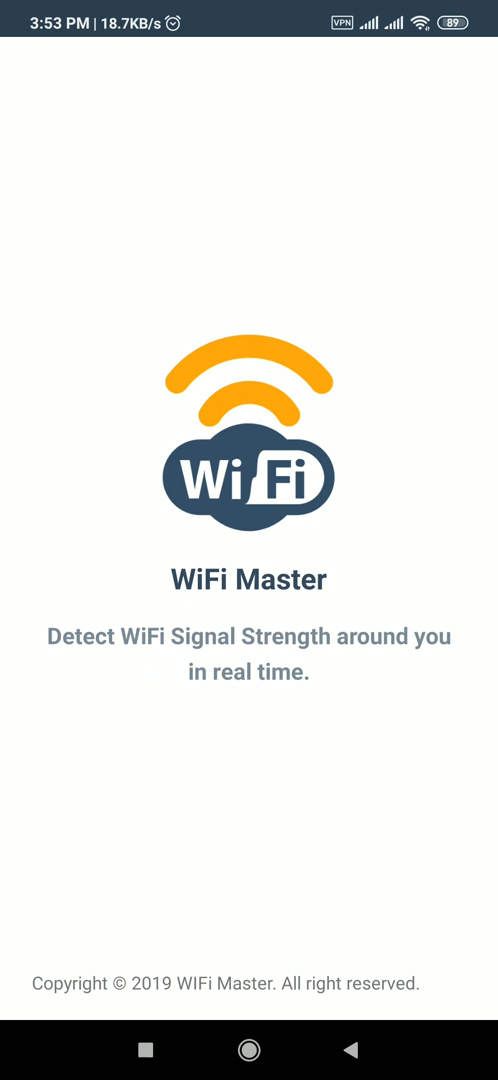 3:53 PM | 18.7KB/s
VPN
89
WiFi
WiFi Master
Detect WiFi Signal Strength around you
in real time.
Copyright © 2019 WIFi Master. All right reserved.